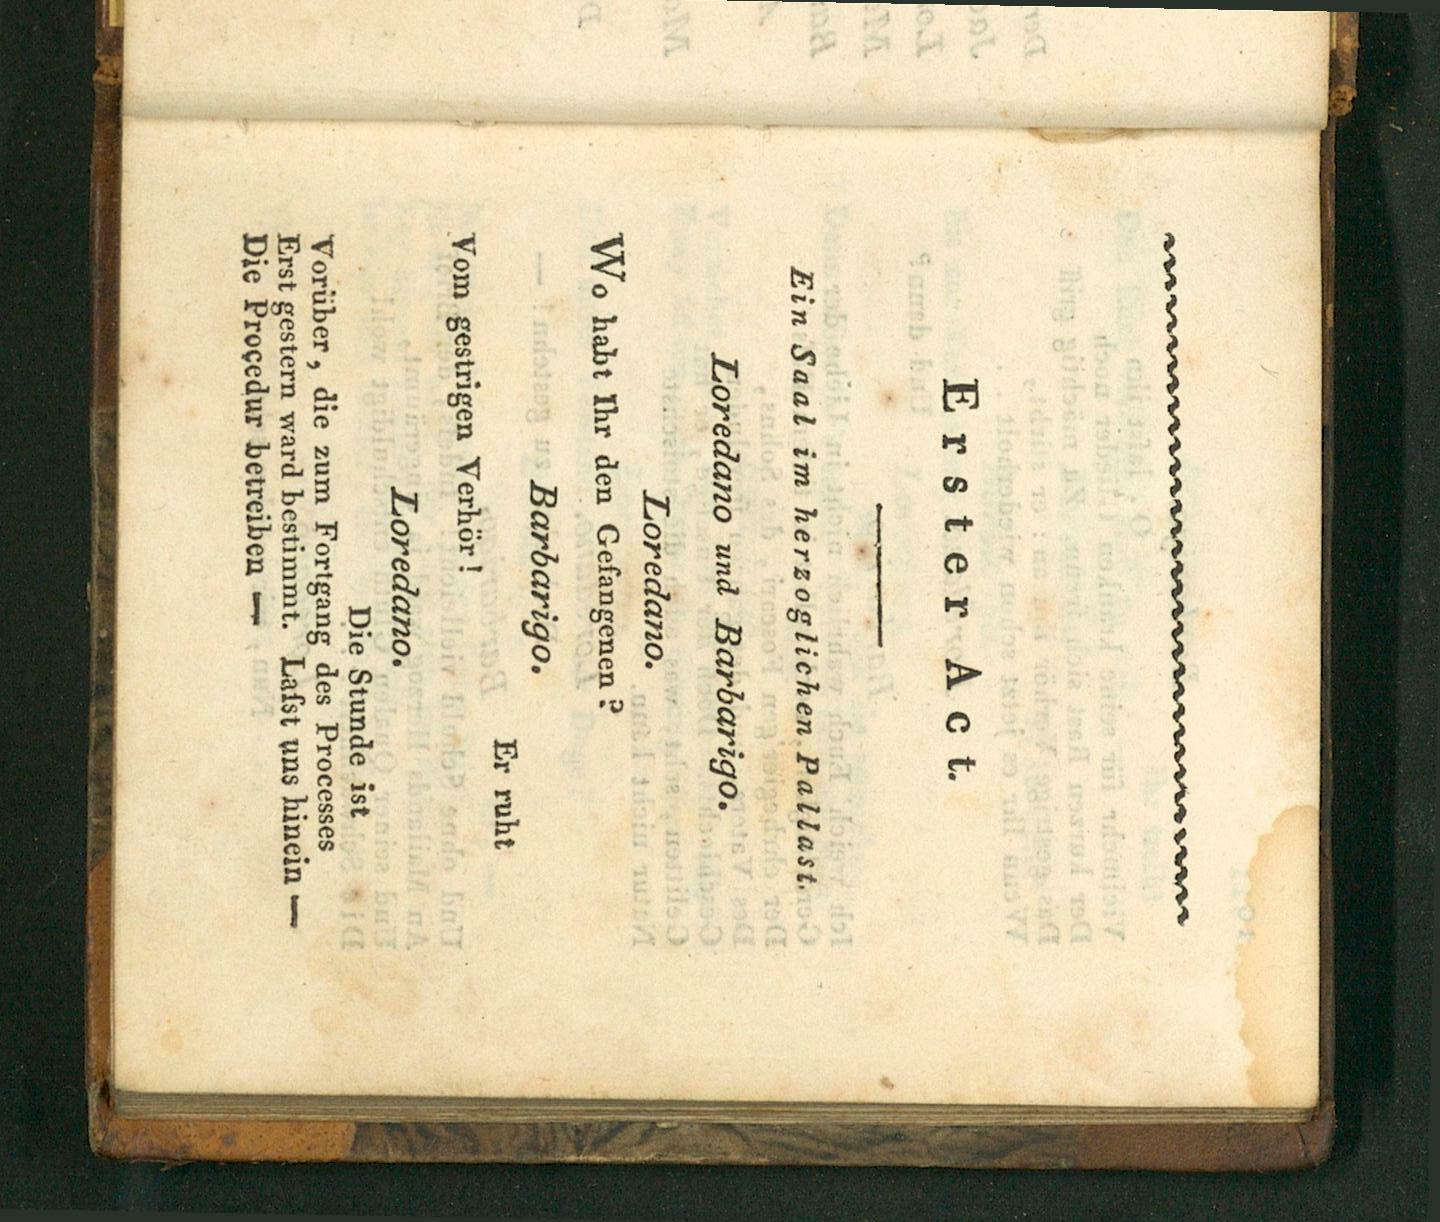 Erster Act.
Ein Saal im herzoglichen Pallast.
Loredano und Barbarigo.
Loredano.
Wo habt Ihr den Gefangenen?
Barbarigo.
Er ruht
Vom gestrigen Verhör!
Loredano.
Die Stunde ist
Vorüber, die zum Fortgang des Processes
Erst gestern ward bestimmt. Laſst uns hinein —
Die Procedur betreiben —